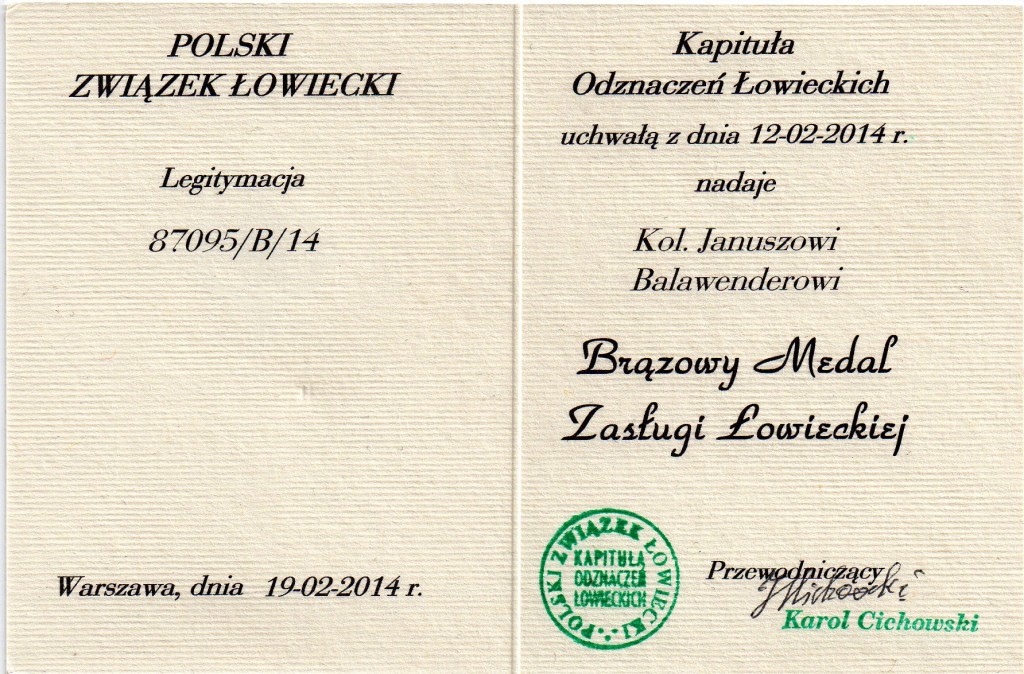 POLSKI
ZWIĄZEK ŁOWIECKI
Legitymacja
87095/B/14
Warszawa, dnia 19-02-2014 r.
Kapituła
Odznaczeń Łowieckich
uchwałą z dnia 12-02-2014 r.
nadaje
Kol. Januszowi
Balawenderowi
Brązowy Medal
Zasługi Łowieckiej
POLSKI ZWIĄZEK ŁOWIECKI
KAPITUŁA
ODZNACZEŃ
ŁOWIECKICH
Przewodniczący
Karol Cichowski